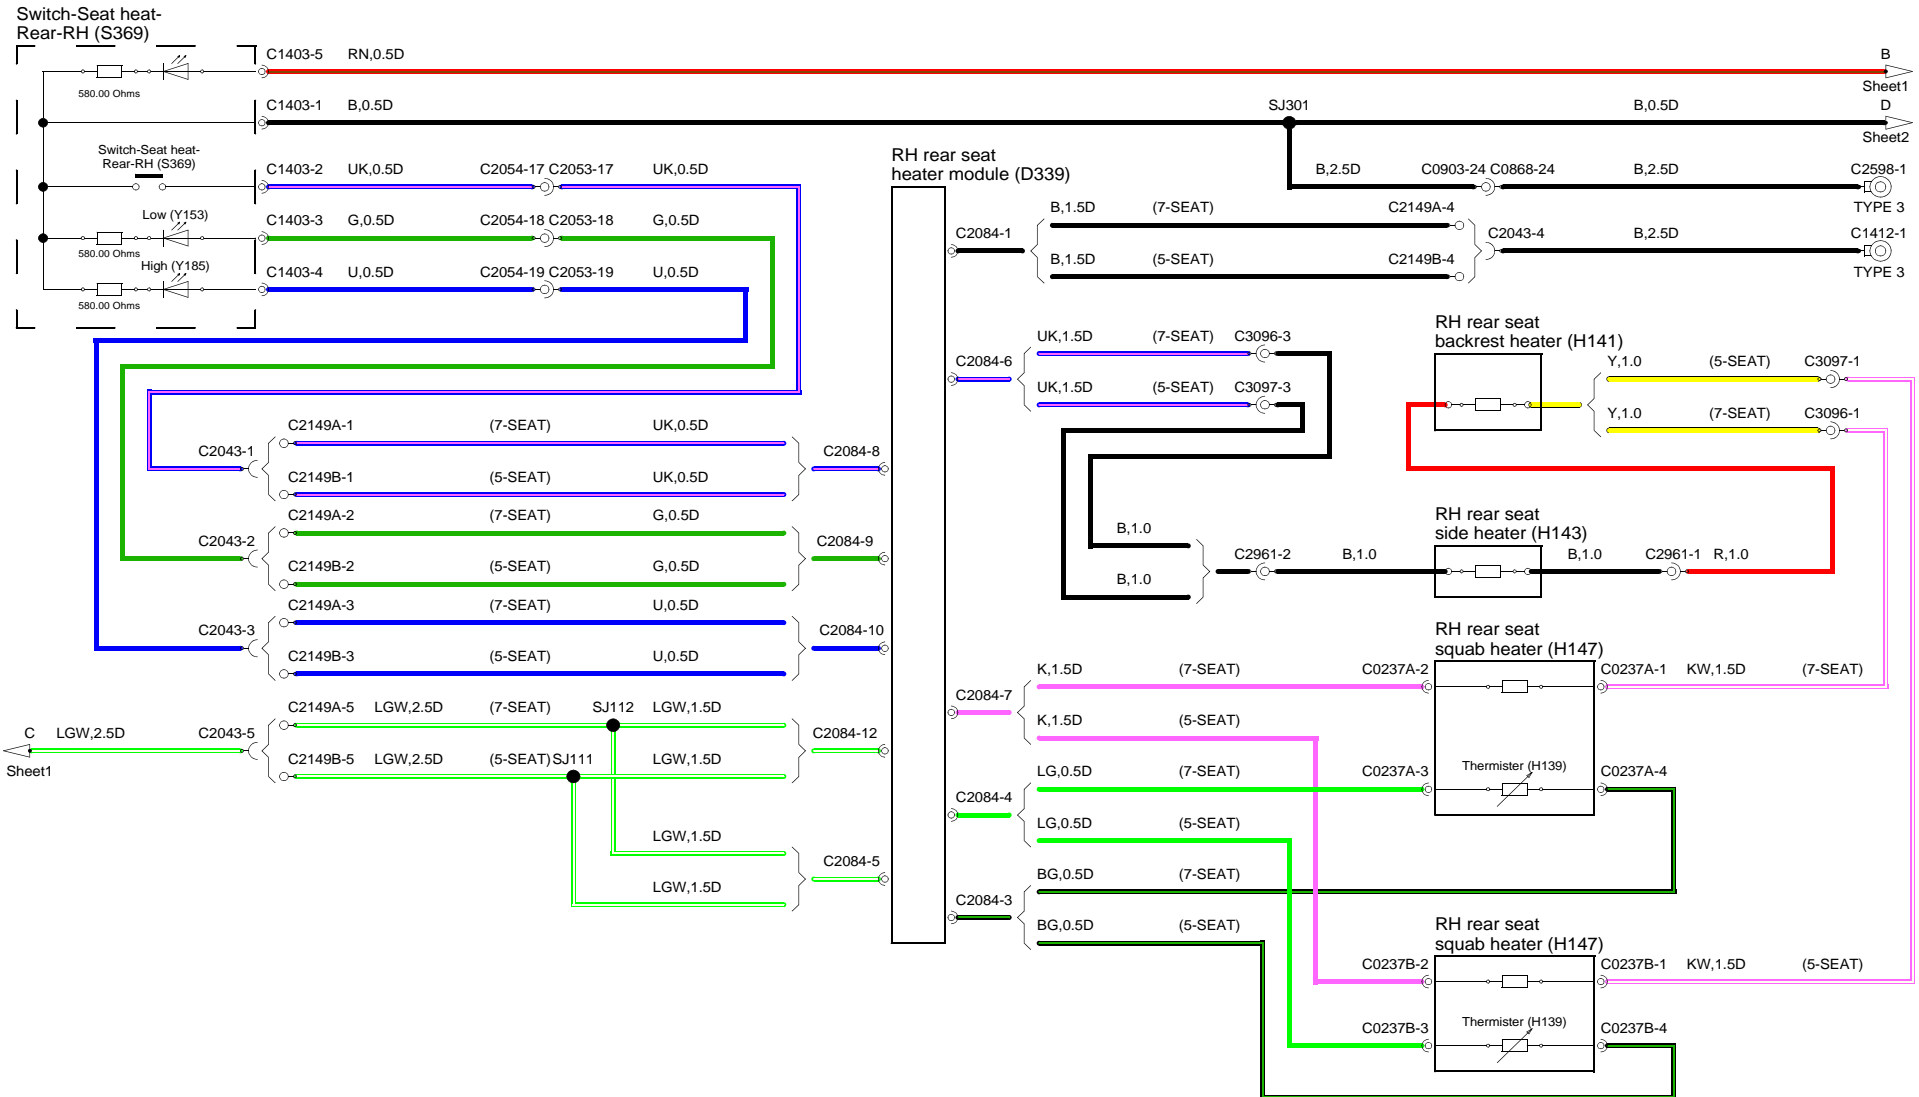 Switch-Seat heat-
Rear-RH (S369)
C1403-5 RN,0.5D
B
580.00 Ohms
Sheet1
C1403-1 B,0.5D
SJ301
B,0.5D
D
Sheet2
Switch-Seat heat-
Rear-RH (S369)
C1403-2 UK,0.5D
C2054-17 C2053-17
UK,0.5D
RH rear seat
heater module (D339)
B,2.5D
C0903-24 C0868-24
B,2.5D
C2598-1
TYPE 3
Low (Y153)
C1403-3 G,0.5D
C2054-18 C2053-18
G,0.5D
580.00 Ohms
C2084-1
B,1.5D (7-SEAT)
C2149A-4
B,1.5D (5-SEAT)
C2149B-4
C2043-4
B,2.5D
C1412-1
TYPE 3
High (Y185)
C1403-4 U,0.5D
C2054-19 C2053-19
U,0.5D
580.00 Ohms
C2084-6
UK,1.5D (7-SEAT) C3096-3
UK,1.5D (5-SEAT) C3097-3
RH rear seat
backrest heater (H141)
Y,1.0 (5-SEAT) C3097-1
Y,1.0 (7-SEAT) C3096-1
C2043-1
C2149A-1 (7-SEAT) UK,0.5D
C2149B-1 (5-SEAT) UK,0.5D
C2084-8
C2043-2
C2149A-2 (7-SEAT) G,0.5D
C2149B-2 (5-SEAT) G,0.5D
C2084-9
B,1.0
B,1.0
C2961-2
B,1.0
RH rear seat
side heater (H143)
B,1.0
C2961-1 R,1.0
C2043-3
C2149A-3 (7-SEAT) U,0.5D
C2149B-3 (5-SEAT) U,0.5D
C2084-10
C2084-7
K,1.5D (7-SEAT)
K,1.5D (5-SEAT)
C0237A-2
RH rear seat
squab heater (H147)
C0237A-1 KW,1.5D (7-SEAT)
C LGW,2.5D
Sheet1
C2043-5
C2149A-5 LGW,2.5D (7-SEAT) SJ112 LGW,1.5D
C2149B-5 LGW,2.5D (5-SEAT) SJ111 LGW,1.5D
C2084-12
C2084-4
LG,0.5D (7-SEAT)
LG,0.5D (5-SEAT)
C0237A-3
Thermister (H139)
C0237A-4
LGW,1.5D
LGW,1.5D
C2084-5
C2084-3
BG,0.5D (7-SEAT)
BG,0.5D (5-SEAT)
RH rear seat
squab heater (H147)
C0237B-2
C0237B-1 KW,1.5D (5-SEAT)
C0237B-3
Thermister (H139)
C0237B-4